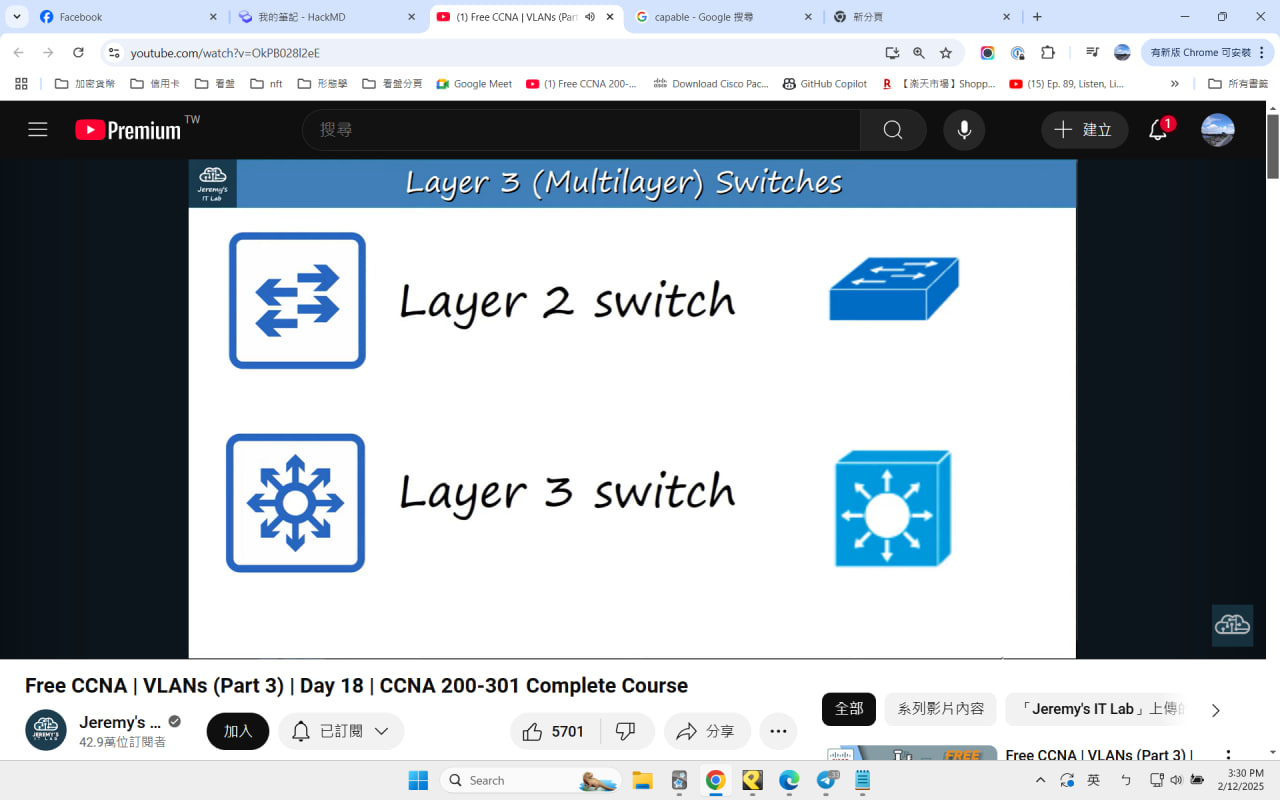 Facebook
我的筆記 - HackMD
(1) Free CCNA | VLANs (Part
capable - Google 搜尋
新分頁
youtube.com/watch?v=OkPB028l2eE
有新版 Chrome 可安裝
加密貨幣
信用卡
看盤
nft
形態學
看盤分頁
Google Meet
(1) Free CCNA 200-...
Download Cisco Pac...
GitHub Copilot
【楽天市場】Shopp...
(15) Ep. 89, Listen, Li...
所有書籤
Premium TW
搜尋
建立
1
Jeremy's
IT Lab
Layer 3 (Multilayer) Switches
Layer 2 switch
Layer 3 switch
Free CCNA | VLANs (Part 3) | Day 18 | CCNA 200-301 Complete Course
Jeremy's ...
42.9萬位訂閱者
加入
已訂閱
5701
分享
全部
系列影片內容
「Jeremy's IT Lab」上傳的
FREE
Free CCNA | VLANs (Part 3) |
Search
英
ㄅ
3:30 PM
2/12/2025